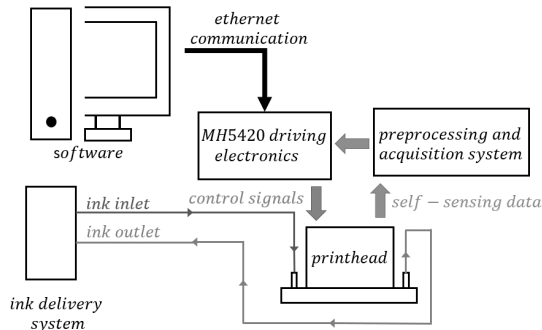 ethernet
communication
software
MH5420 driving
electronics
preprocessing and
acquisition system
control signals
self − sensing data
ink inlet
ink outlet
printhead
ink delivery
system